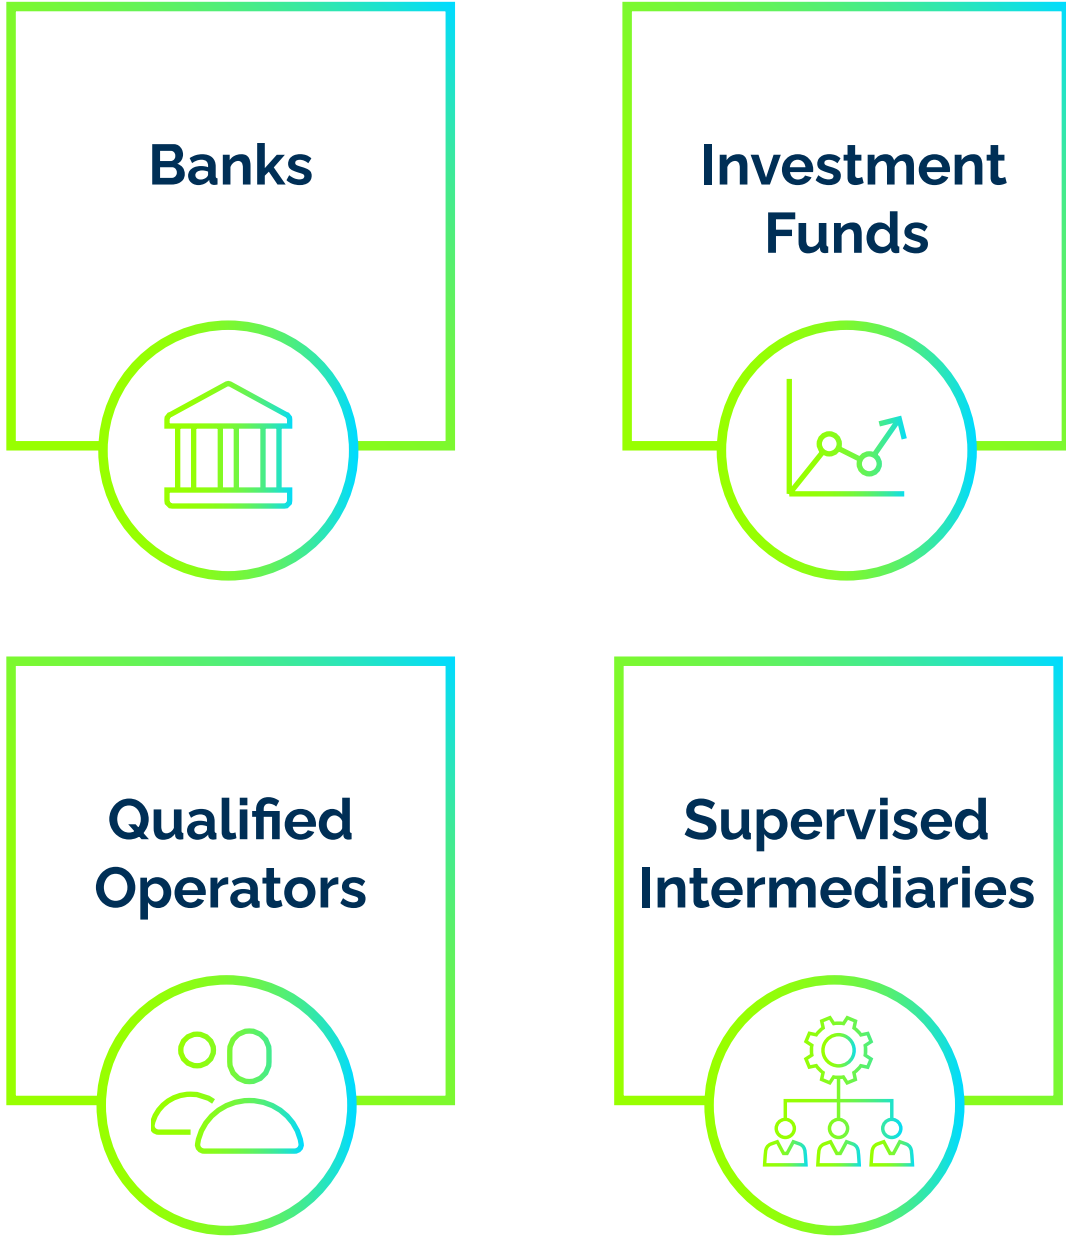 Banks
Investment
Funds
Qualified
Operators
Supervised
Intermediaries